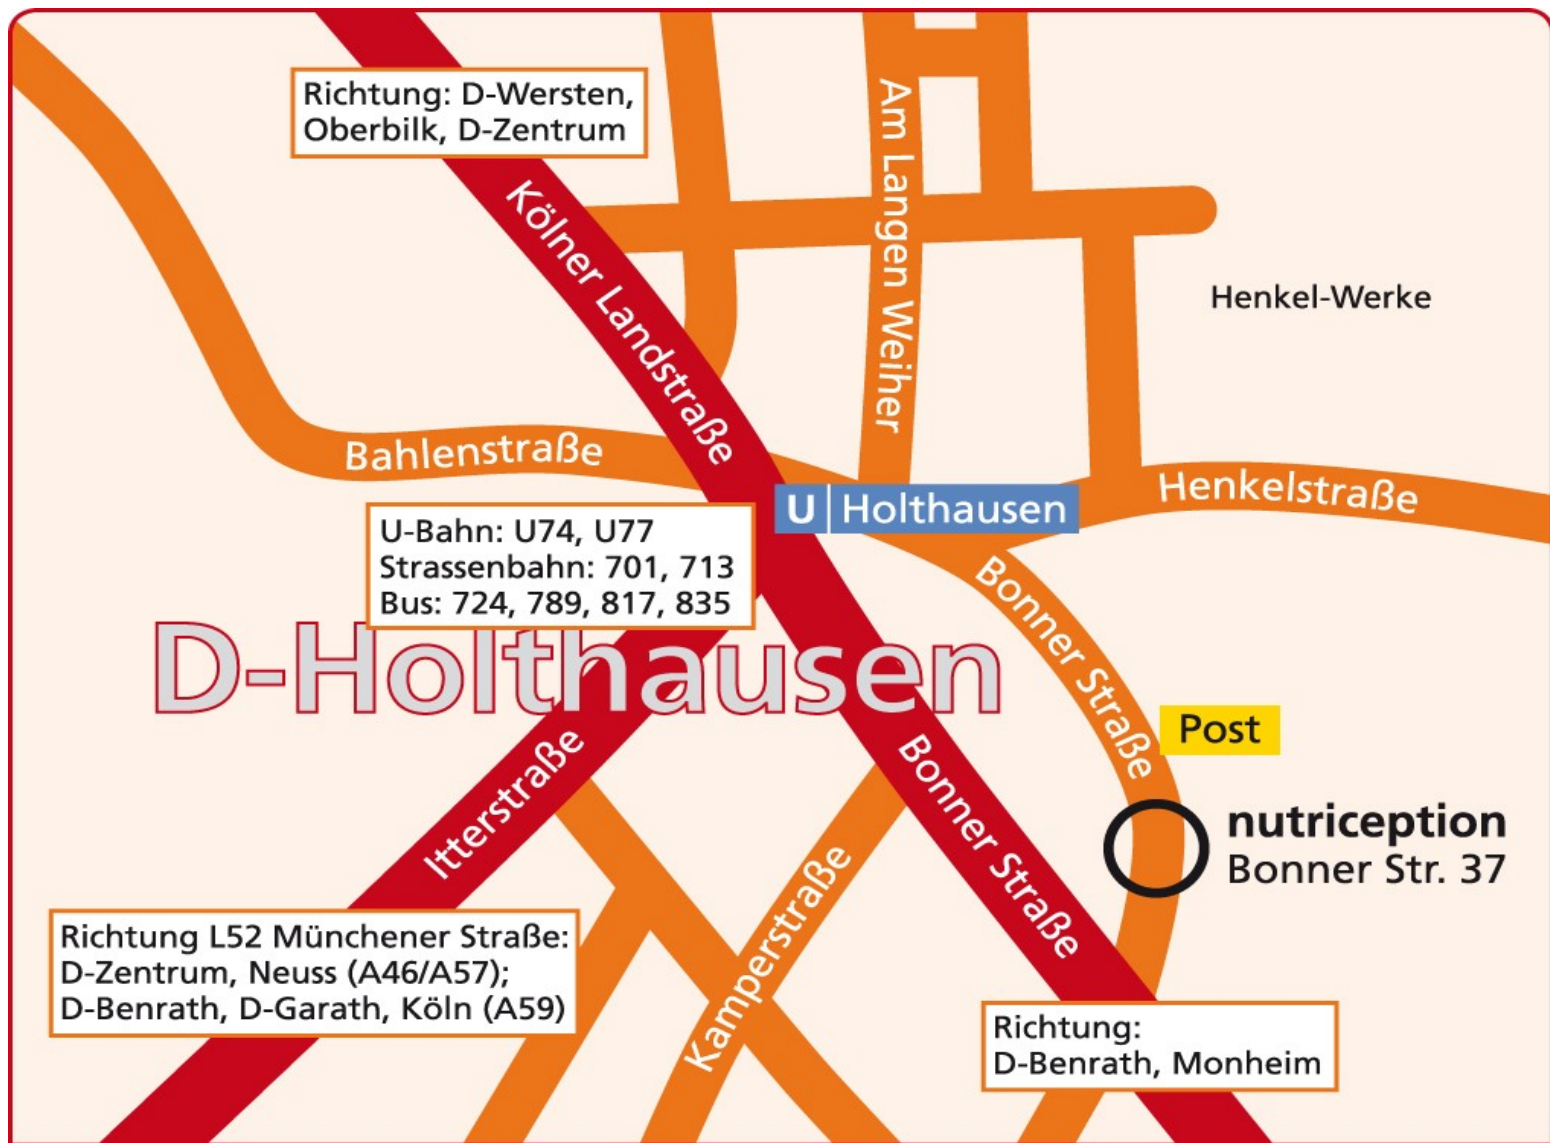 Richtung: D-Wersten,
Oberbilk, D-Zentrum
Kölner Landstraße
Am Langen Weiher
Henkel-Werke
Bahlenstraße
Henkelstraße
U Holthausen
U-Bahn: U74, U77
Strassenbahn: 701, 713
Bus: 724, 789, 817, 835
D-Holthausen
Bonner Straße
Post
Itterstraße
Bonner Straße
nutriception
Bonner Str. 37
Kamperstraße
Richtung L52 Münchener Straße:
D-Zentrum, Neuss (A46/A57);
D-Benrath, D-Garath, Köln (A59)
Richtung:
D-Benrath, Monheim